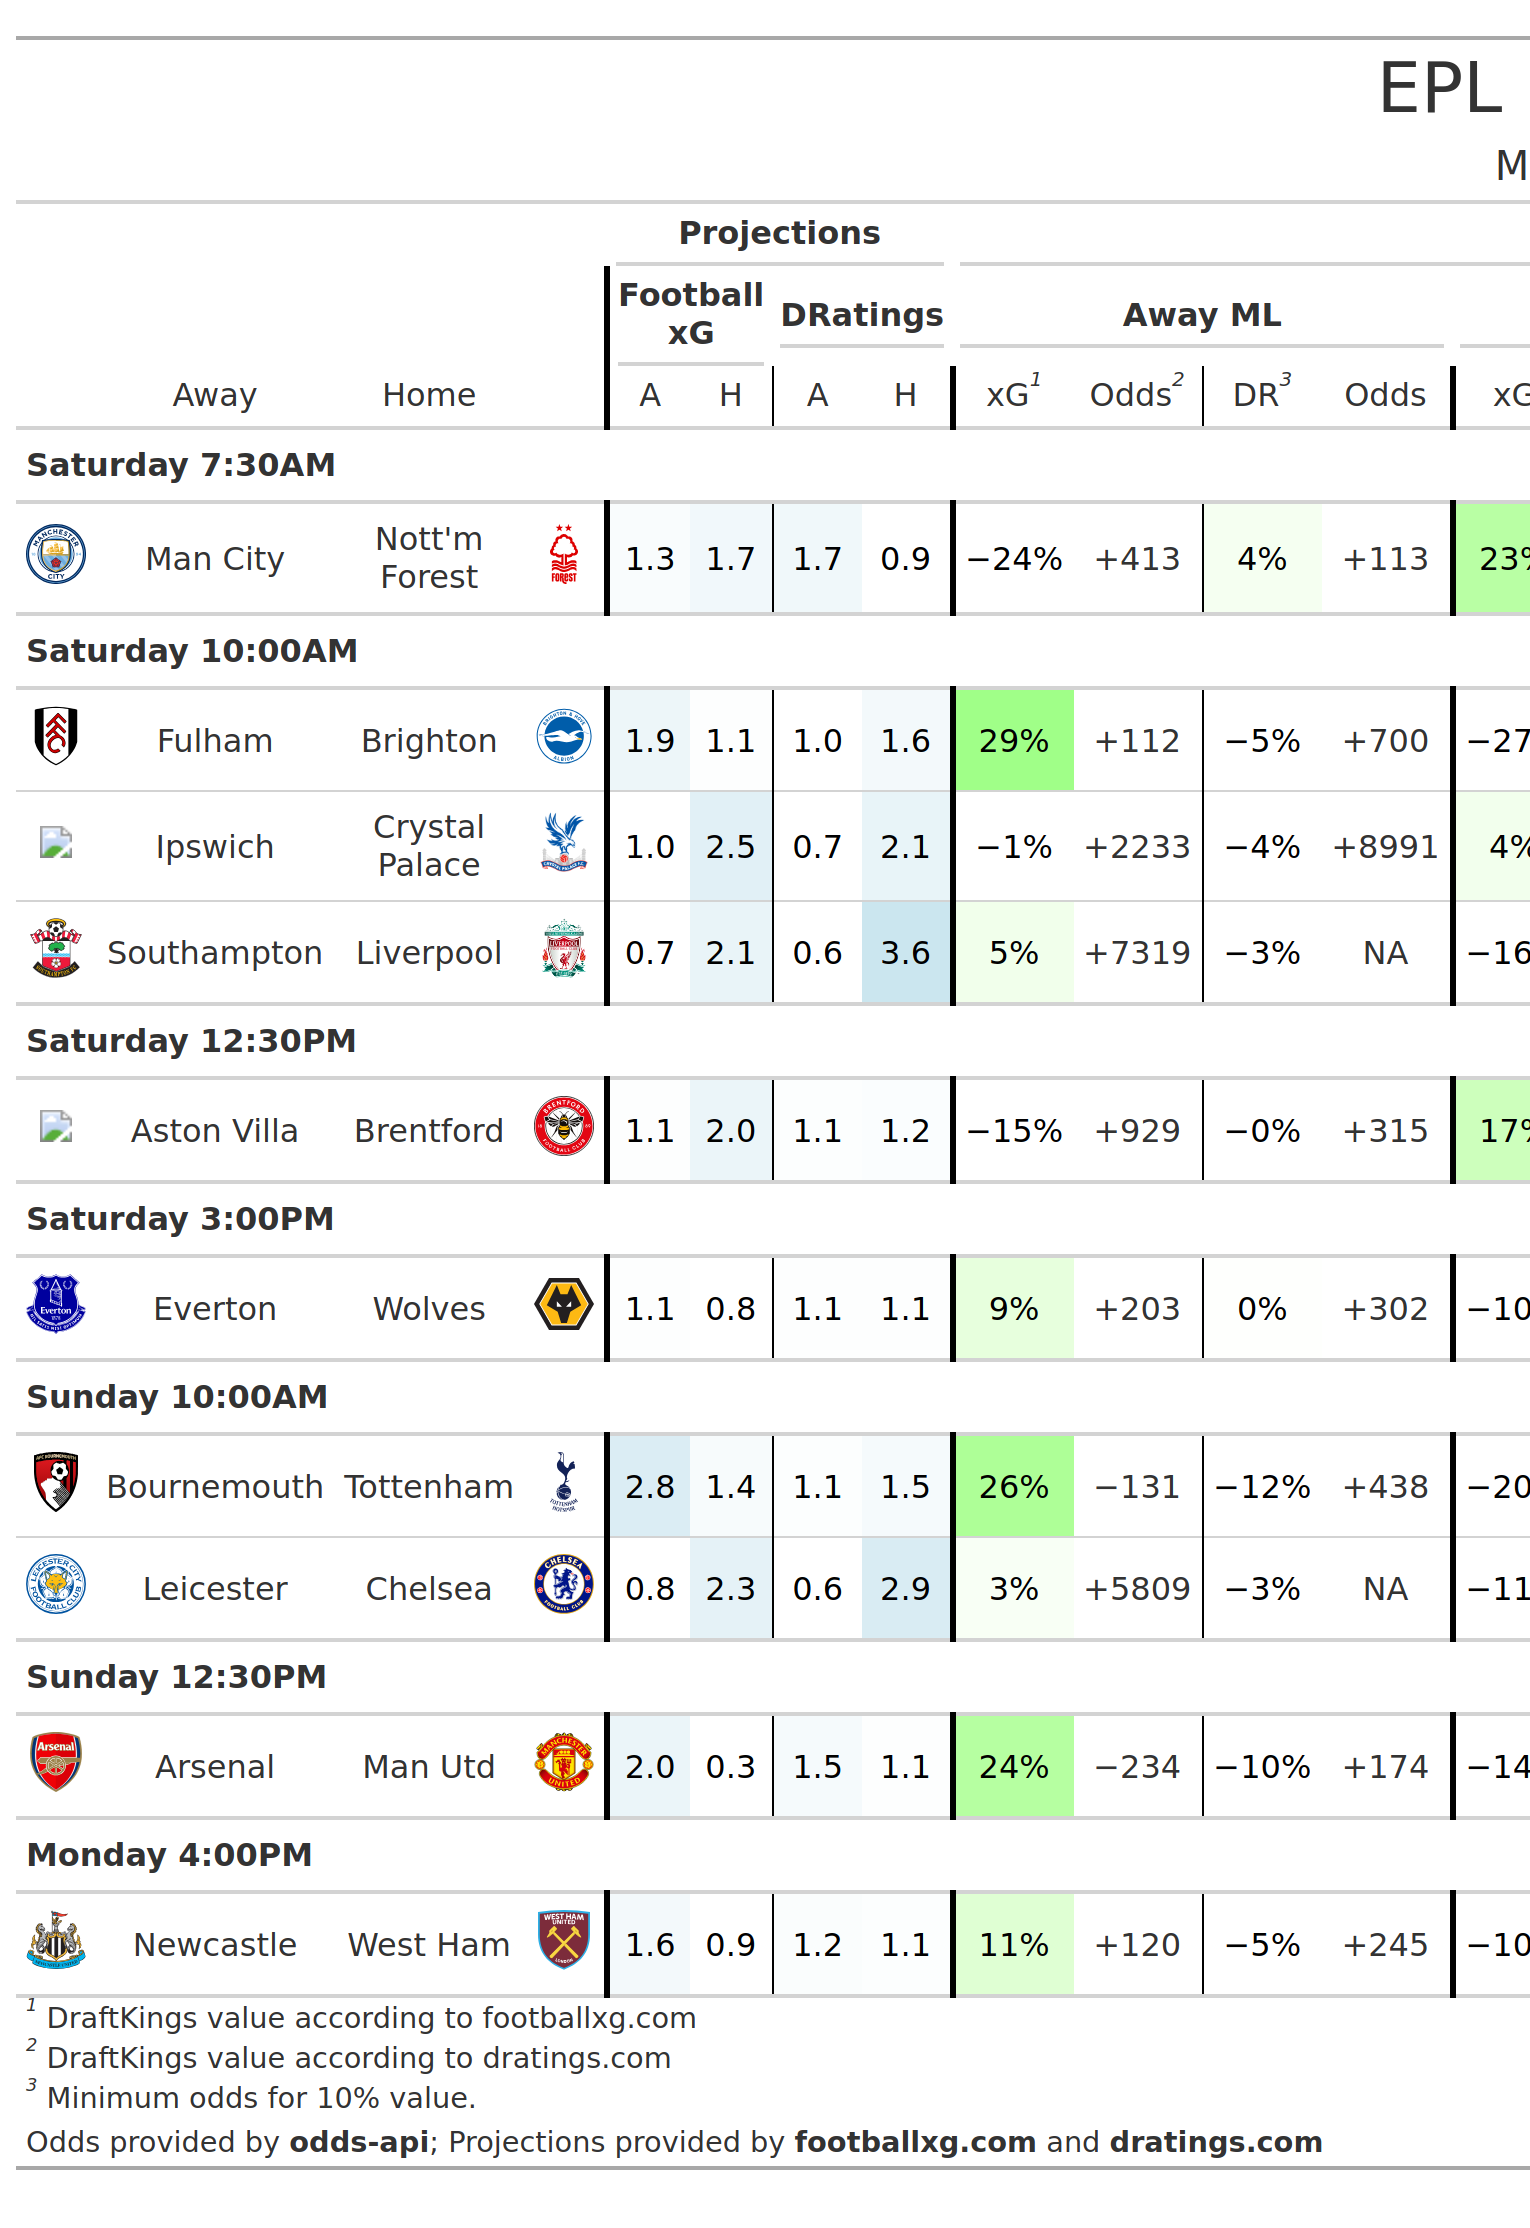 EPL
M
Projections
Football xG DRatings Away ML
Away Home A H A H xG1 Odds2 DR3 Odds xG
Saturday 7:30AM
Man City Nott'm Forest 1.3 1.7 1.7 0.9 −24% +413 4% +113 23%
Saturday 10:00AM
Fulham Brighton 1.9 1.1 1.0 1.6 29% +112 −5% +700 −27
Ipswich Crystal Palace 1.0 2.5 0.7 2.1 −1% +2233 −4% +8991 4%
Southampton Liverpool 0.7 2.1 0.6 3.6 5% +7319 −3% NA −16
Saturday 12:30PM
Aston Villa Brentford 1.1 2.0 1.1 1.2 −15% +929 −0% +315 17%
Saturday 3:00PM
Everton Wolves 1.1 0.8 1.1 1.1 9% +203 0% +302 −10
Sunday 10:00AM
Bournemouth Tottenham 2.8 1.4 1.1 1.5 26% −131 −12% +438 −20
Leicester Chelsea 0.8 2.3 0.6 2.9 3% +5809 −3% NA −11
Sunday 12:30PM
Arsenal Man Utd 2.0 0.3 1.5 1.1 24% −234 −10% +174 −14
Monday 4:00PM
Newcastle West Ham 1.6 0.9 1.2 1.1 11% +120 −5% +245 −10
1 DraftKings value according to footballxg.com
2 DraftKings value according to dratings.com
3 Minimum odds for 10% value.
Odds provided by odds-api; Projections provided by footballxg.com and dratings.com